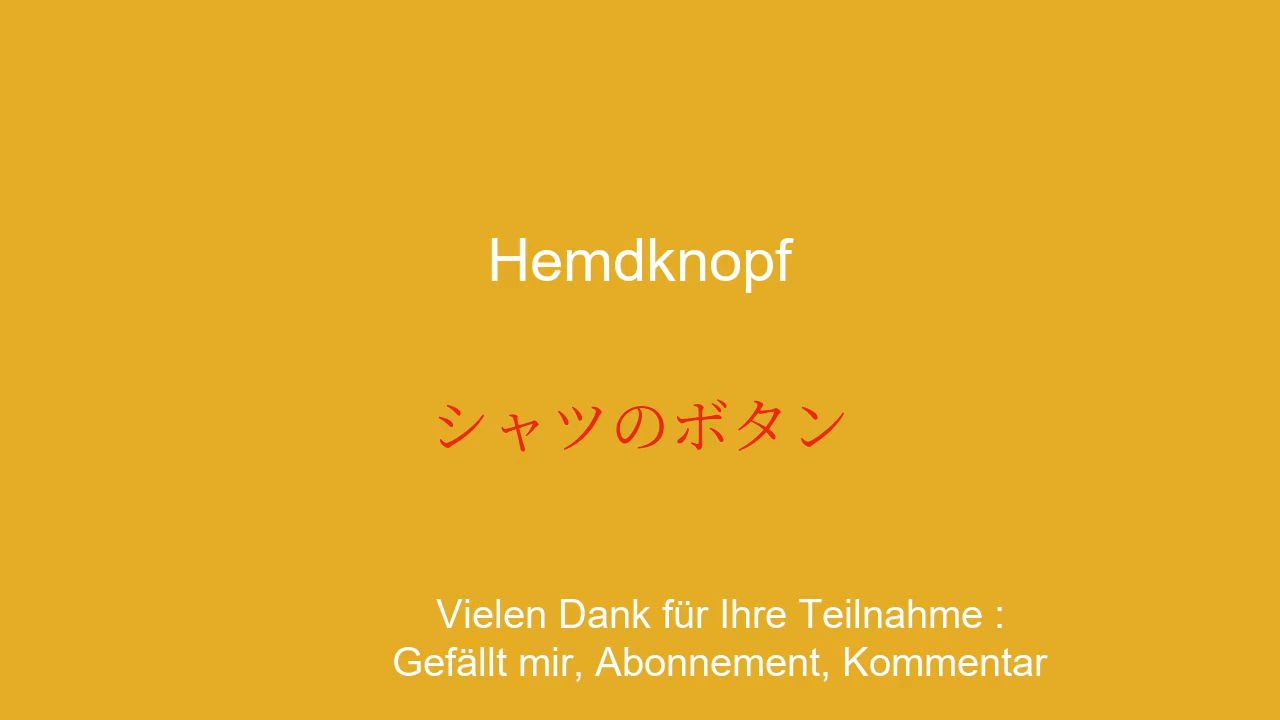 Hemdknopf
シャツのボタン
Vielen Dank für Ihre Teilnahme :
Gefällt mir, Abonnement, Kommentar